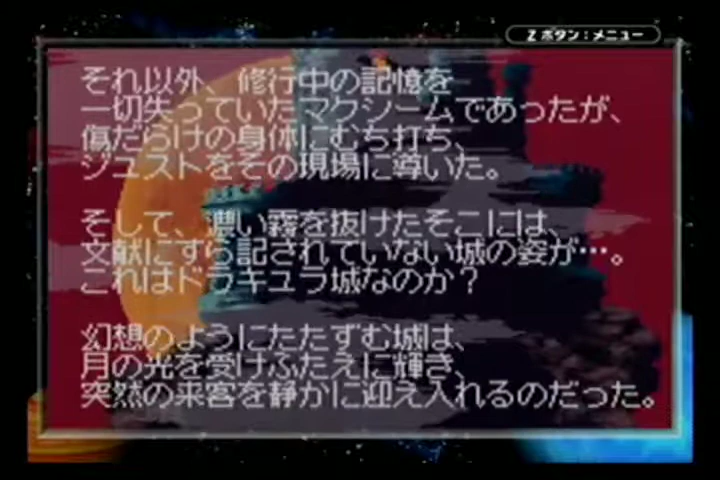 Zボタン：メニュー
それ以外、修行中の記憶を
一切失っていたマクシームであったが、
傷だらけの身体にむち打ち、
ジュストをその現場に導いた。
そして、濃い霧を抜けたそこには、
文献にすら記されていない城の姿が…。
これはドラキュラ城なのか？
幻想のようにたたずむ城は、
月の光を受けふたえに輝き、
突然の来客を静かに迎え入れるのだった。